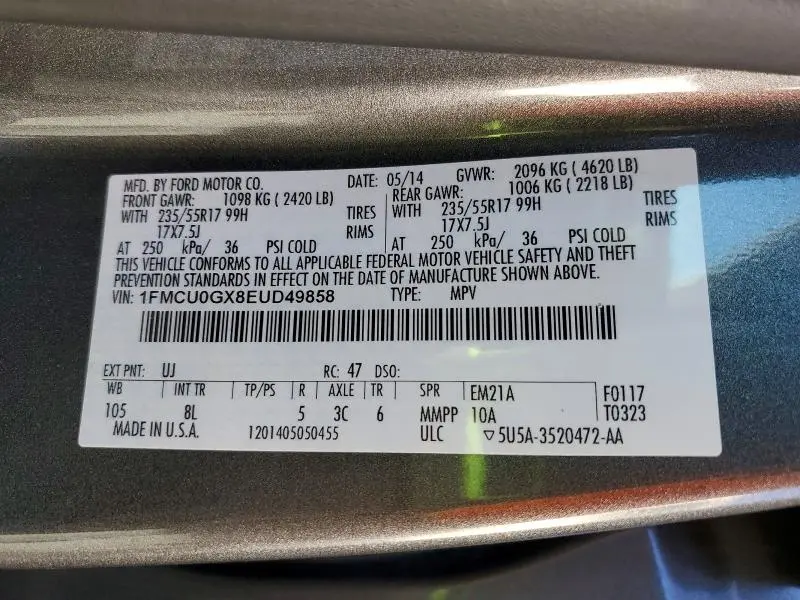 MFD. BY FORD MOTOR CO. DATE: 05/14 GVWR: 2096 KG ( 4620 LB)
FRONT GAWR: 1098 KG ( 2420 LB) REAR GAWR: 1006 KG ( 2218 LB)
WITH 235/55R17 99H TIRES WITH 235/55R17 99H TIRES
17X7.5J RIMS 17X7.5J RIMS
AT 250 kPa/ 36 PSI COLD AT 250 kPa/ 36 PSI COLD
THIS VEHICLE CONFORMS TO ALL APPLICABLE FEDERAL MOTOR VEHICLE SAFETY AND THEFT
PREVENTION STANDARDS IN EFFECT ON THE DATE OF MANUFACTURE SHOWN ABOVE.
VIN: 1FMCU0GX8EUD49858 TYPE: MPV
EXT PNT: UJ RC: 47 DSO:
WB INT TR TP/PS R AXLE TR SPR EM21A F0117
105 8L 5 3C 6 MMPP 10A T0323
MADE IN U.S.A. 1201405050455 ULC ▽5U5A-3520472-AA